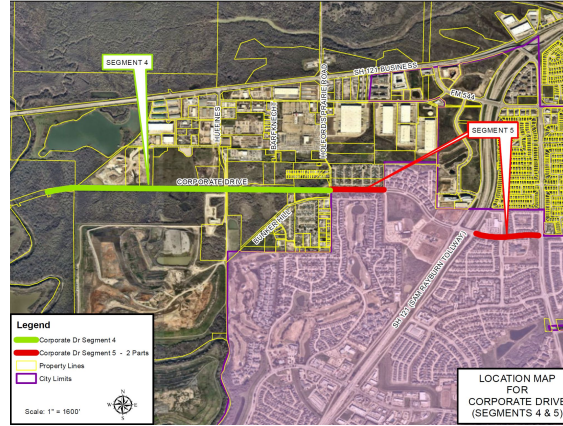 SEGMENT 4
SH 121 BUSINESS
FM 544
SEGMENT 5
HUFFINES
HOLFORDS PRAIRIE ROAD
CORPORATE DRIVE
BUNKER HILL
SH 121 (SAM RAYBURN TOLLWAY)
Legend
Corporate Dr Segment 4
Corporate Dr Segment 5 - 2 Parts
Property Lines
City Limits
Scale: 1" = 1600'
N
W E
S
LOCATION MAP
FOR
CORPORATE DRIVE
(SEGMENTS 4 & 5)